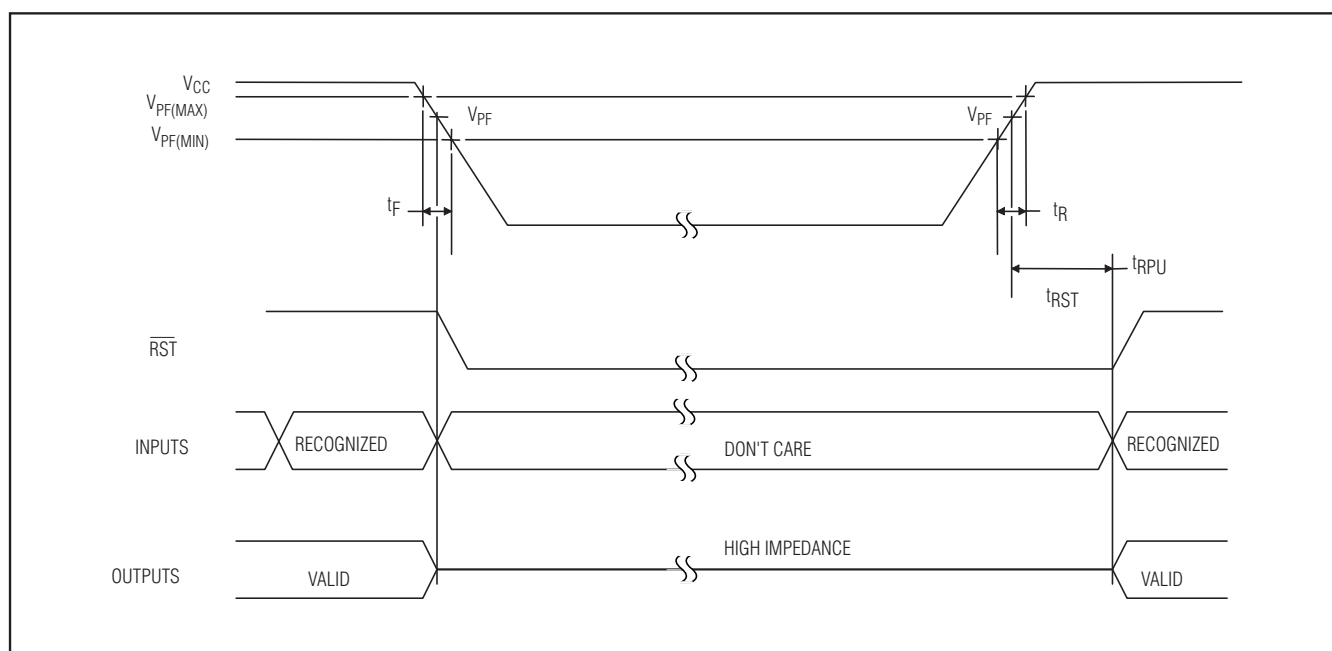 VCC
VPF(MAX)
VPF VPF
VPF(MIN)
tF tR
tRPU
tRST
RST
INPUTS RECOGNIZED DON'T CARE RECOGNIZED
HIGH IMPEDANCE
OUTPUTS VALID VALID